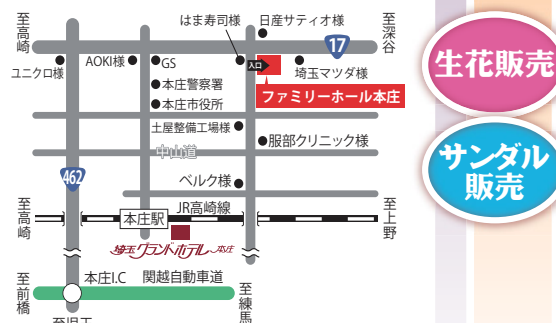 至高崎
はま寿司様
日産サティオ様
至深谷
17
ユニクロ様
AOKI様
GS
入口
埼玉マツダ様
本庄警察署
ファミリーホール本庄
本庄市役所
土屋整備工場様
服部クリニック様
中山道
462
ベルク様
至高崎
JR高崎線
至上野
本庄駅
埼玉グランドホテル本庄
至前橋
本庄I.C
関越自動車道
至練馬
至児玉
生花販売
サンダル
販売